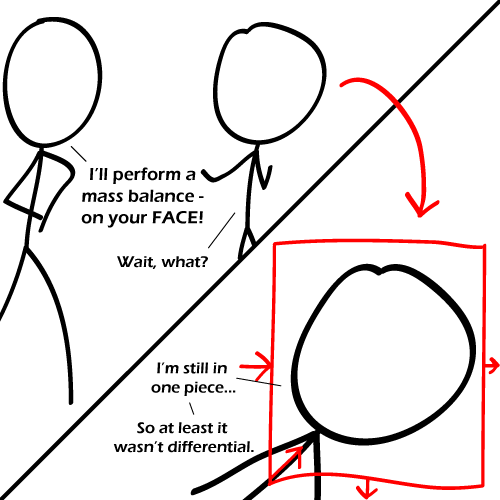 I'll perform a
mass balance -
on your FACE!
Wait, what?
I'm still in
one piece...
So at least it
wasn't differential.